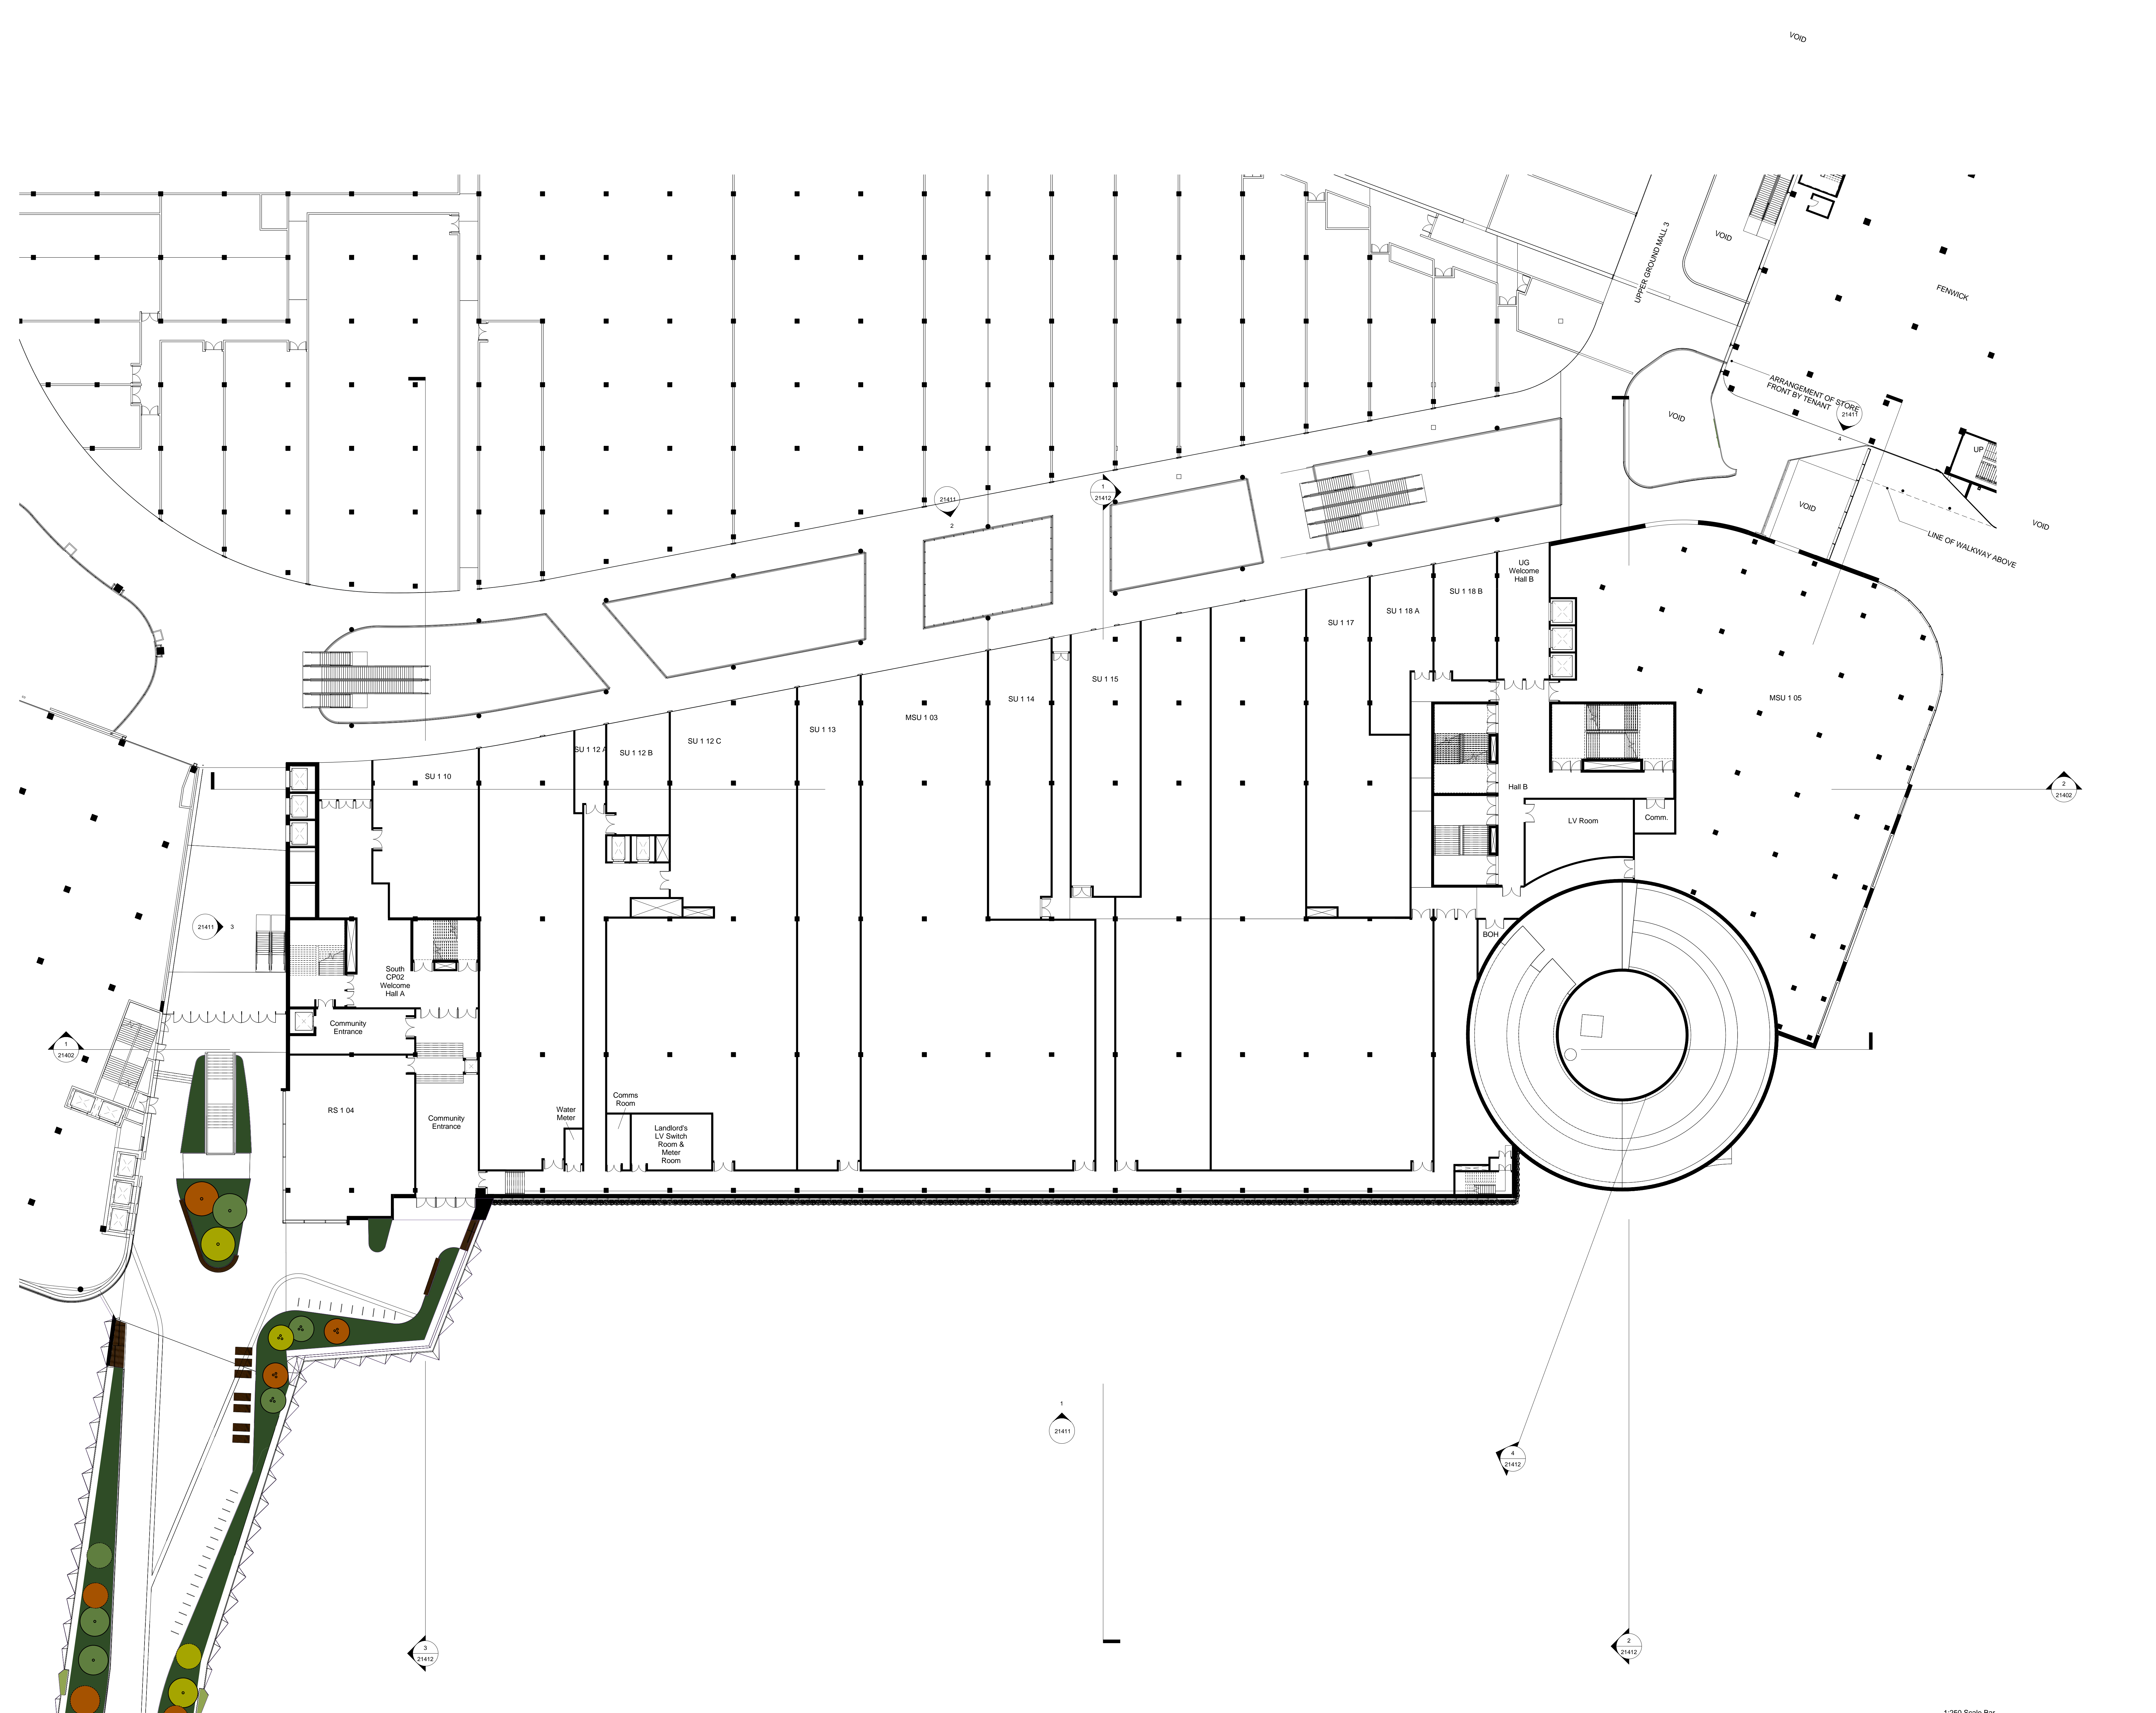 VOID
UPPER GROUND MALL 3
VOID
FENWICK
ARRANGEMENT OF STORE
FRONT BY TENANT
21411
4
VOID
UP
VOID
VOID
LINE OF WALKWAY ABOVE
21411
2
1
21412
UG
Welcome
Hall B
SU 1 18 B
SU 1 18 A
SU 1 17
SU 1 15
SU 1 14
MSU 1 03
SU 1 13
SU 1 12 C
SU 1 12 B
SU 1 12 A
SU 1 10
MSU 1 05
2
21402
Hall B
LV Room
Comm.
BOH
21411
3
South
CP02
Welcome
Hall A
Community
Entrance
1
21402
RS 1 04
Community
Entrance
Water
Meter
Comms
Room
Landlord's
LV Switch
Room &
Meter
Room
1
21411
4
21412
3
21412
2
21412
1:250 Scale Bar